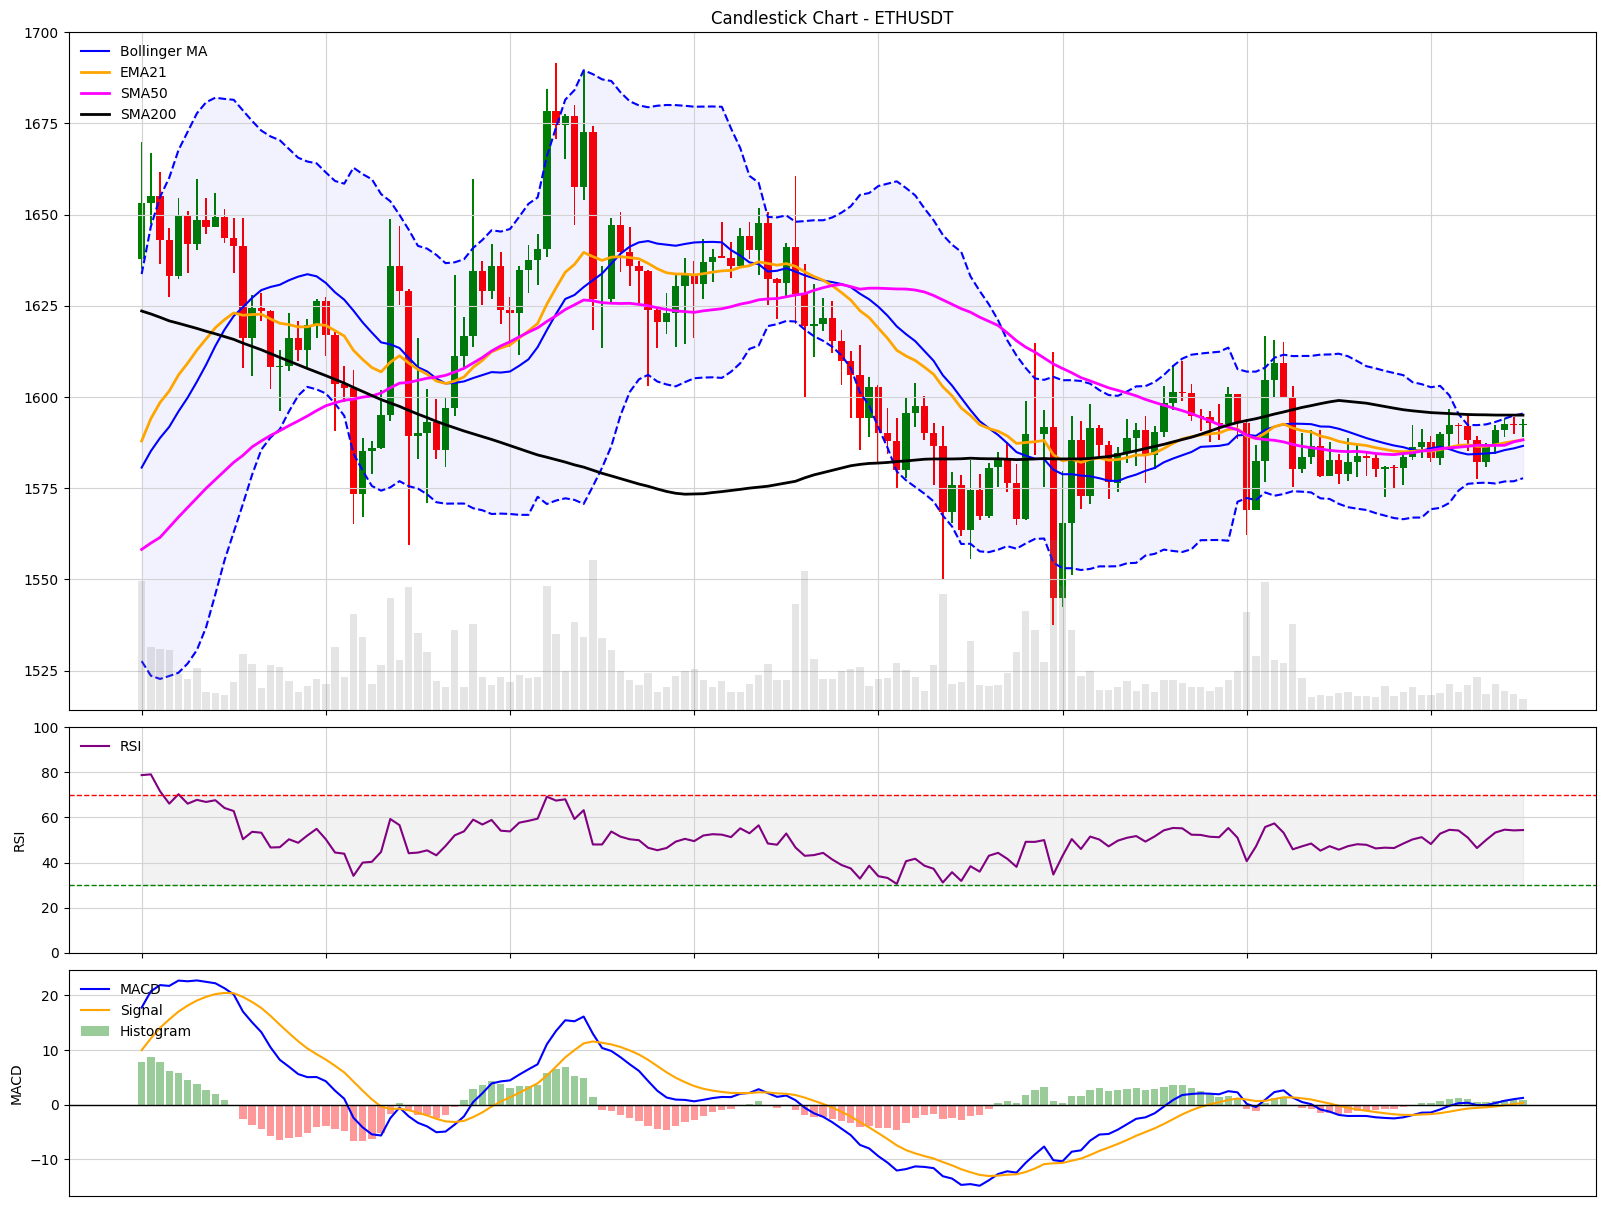 Candlestick Chart - ETHUSDT
1700
1675
1650
1625
1600
1575
1550
1525
Bollinger MA
EMA21
SMA50
SMA200
100
80
60
40
20
0
RSI
RSI
20
10
0
−10
MACD
MACD
Signal
Histogram